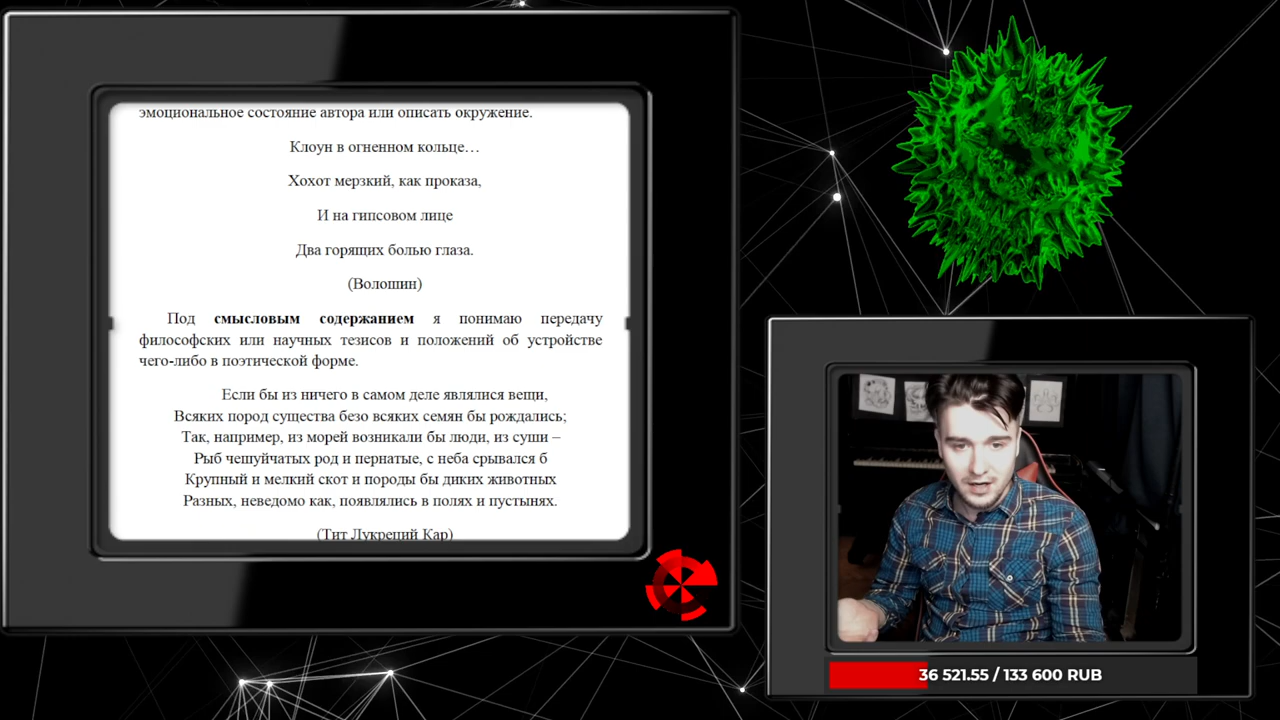 эмоциональное состояние автора или описать окружение.
Клоун в огненном кольце…
Хохот мерзкий, как проказа,
И на гипсовом лице
Два горящих болью глаза.
(Волошин)
Под смысловым содержанием я понимаю передачу
философских или научных тезисов и положений об устройстве
чего-либо в поэтической форме.
Если бы из ничего в самом деле являлися вещи,
Всяких пород существа безо всяких семян бы рождались;
Так, например, из морей возникали бы люди, из суши –
Рыб чешуйчатых род и пернатые, с неба срывался б
Крупный и мелкий скот и породы бы диких животных
Разных, неведомо как, появлялись в полях и пустынях.
(Тит Лукреций Кар)
36 521.55 / 133 600 RUB